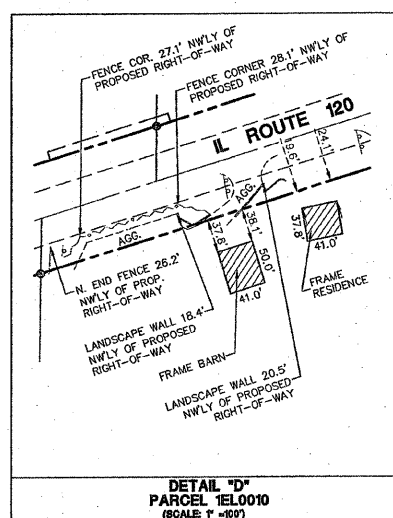 FENCE COR. 27.1' NW'LY OF
PROPOSED RIGHT-OF-WAY
FENCE CORNER 28.1' NW'LY OF
PROPOSED RIGHT-OF-WAY
IL ROUTE 120
19.6'
24.1'
AGG.
AGG.
N. END FENCE 26.2'
NW'LY OF PROP.
RIGHT-OF-WAY
37.6'
38.1'
50.0'
41.0'
37.8'
41.0'
FRAME
RESIDENCE
LANDSCAPE WALL 18.4'
NW'LY OF PROPOSED
RIGHT-OF-WAY
FRAME BARN
LANDSCAPE WALL 20.5'
NW'LY OF PROPOSED
RIGHT-OF-WAY
DETAIL "D"
PARCEL 1EL0010
(SCALE: 1" =100')